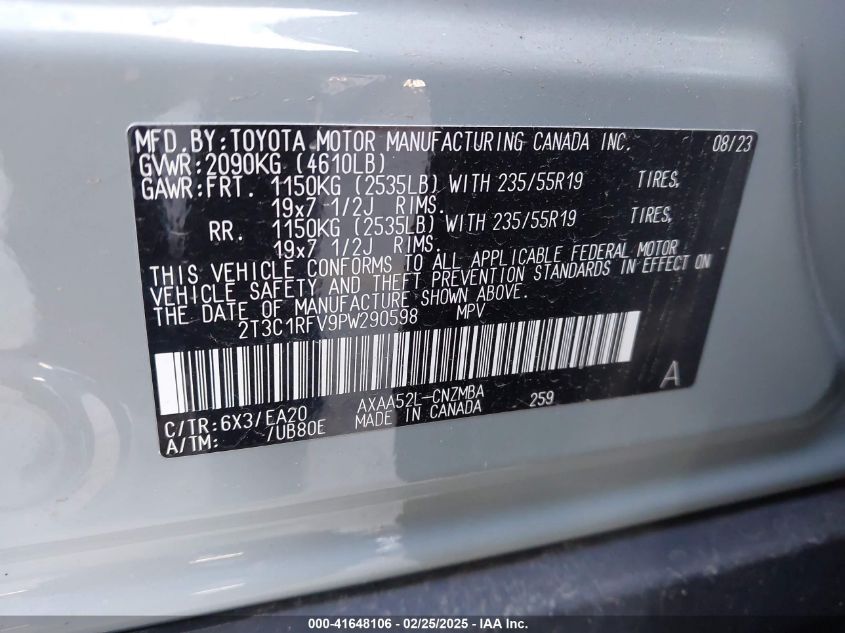 MFD. BY: TOYOTA MOTOR MANUFACTURING CANADA INC. 08/23
GVWR: 2090KG (4610LB)
GAWR: FRT. 1150KG (2535LB) WITH 235/55R19 TIRES,
19x7 1/2J RIMS.
RR. 1150KG (2535LB) WITH 235/55R19 TIRES,
19x7 1/2J RIMS.
THIS VEHICLE CONFORMS TO ALL APPLICABLE FEDERAL MOTOR
VEHICLE SAFETY AND THEFT PREVENTION STANDARDS IN EFFECT ON
THE DATE OF MANUFACTURE SHOWN ABOVE.
2T3C1RFV9PW290598 MPV
A
C/TR: 6X3/EA20 AXAA52L-CNZMBA 259
A/TM: /UB80E MADE IN CANADA
000-41648106 / 02/25/2025 - IAA Inc.